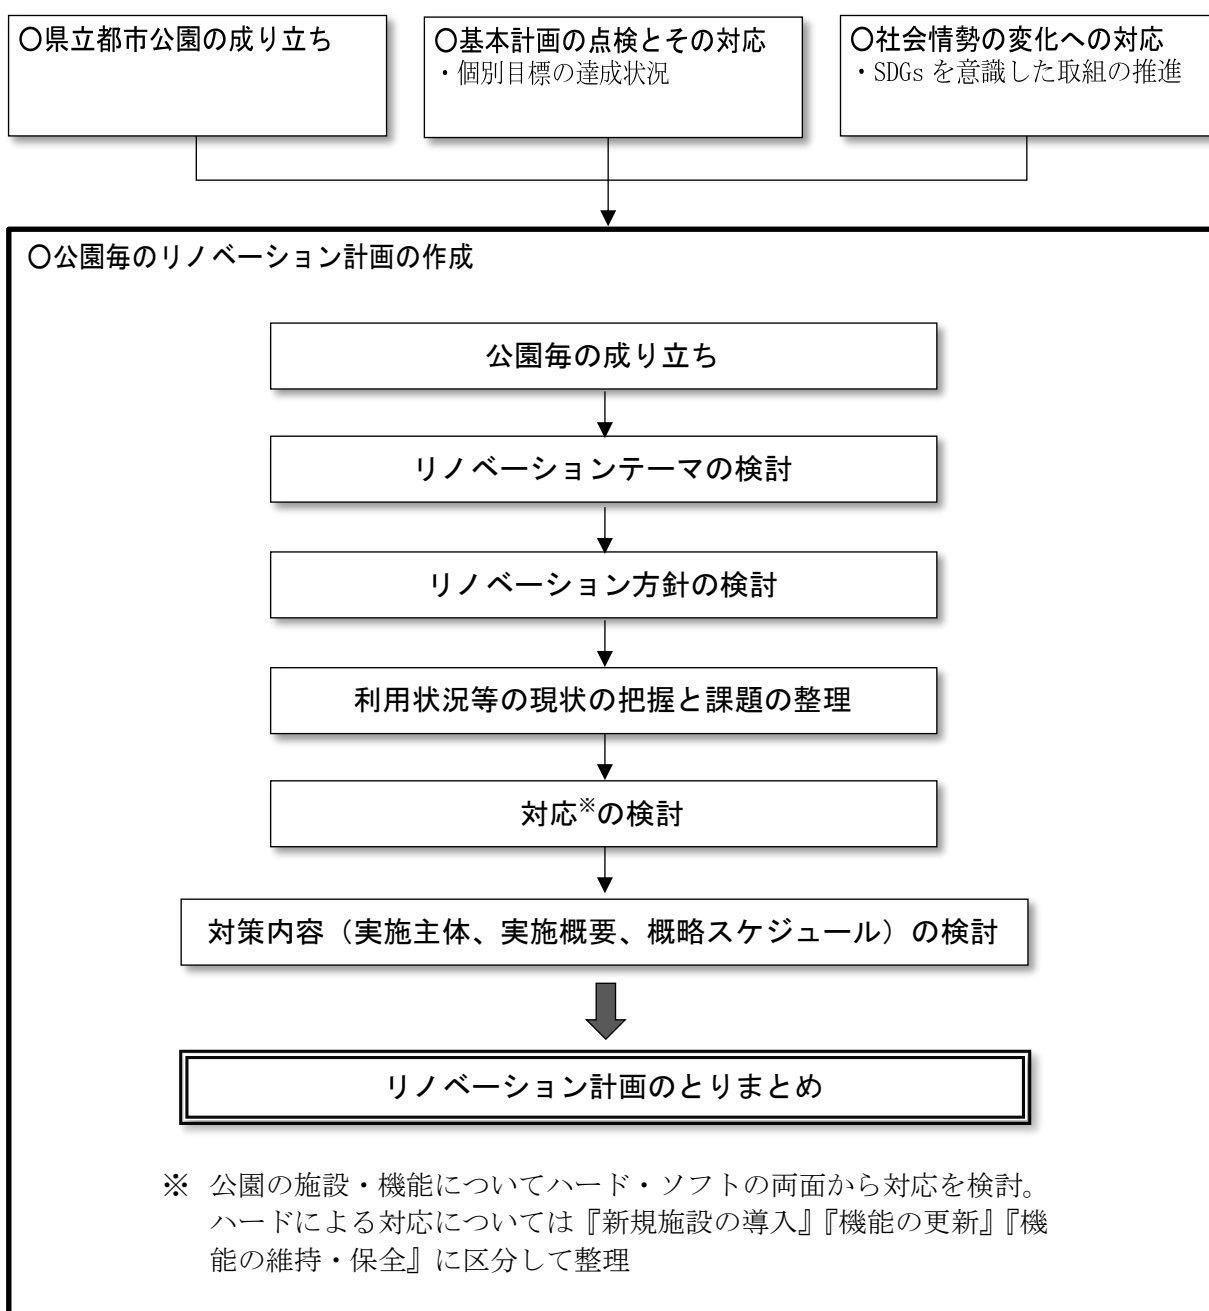 〇県立都市公園の成り立ち
〇基本計画の点検とその対応
・個別目標の達成状況
〇社会情勢の変化への対応
・SDGs を意識した取組の推進
〇公園毎のリノベーション計画の作成
公園毎の成り立ち
リノベーションテーマの検討
リノベーション方針の検討
利用状況等の現状の把握と課題の整理
対応※の検討
対策内容（実施主体、実施概要、概略スケジュール）の検討
リノベーション計画のとりまとめ
※ 公園の施設・機能についてハード・ソフトの両面から対応を検討。
ハードによる対応については『新規施設の導入』『機能の更新』『機
能の維持・保全』に区分して整理